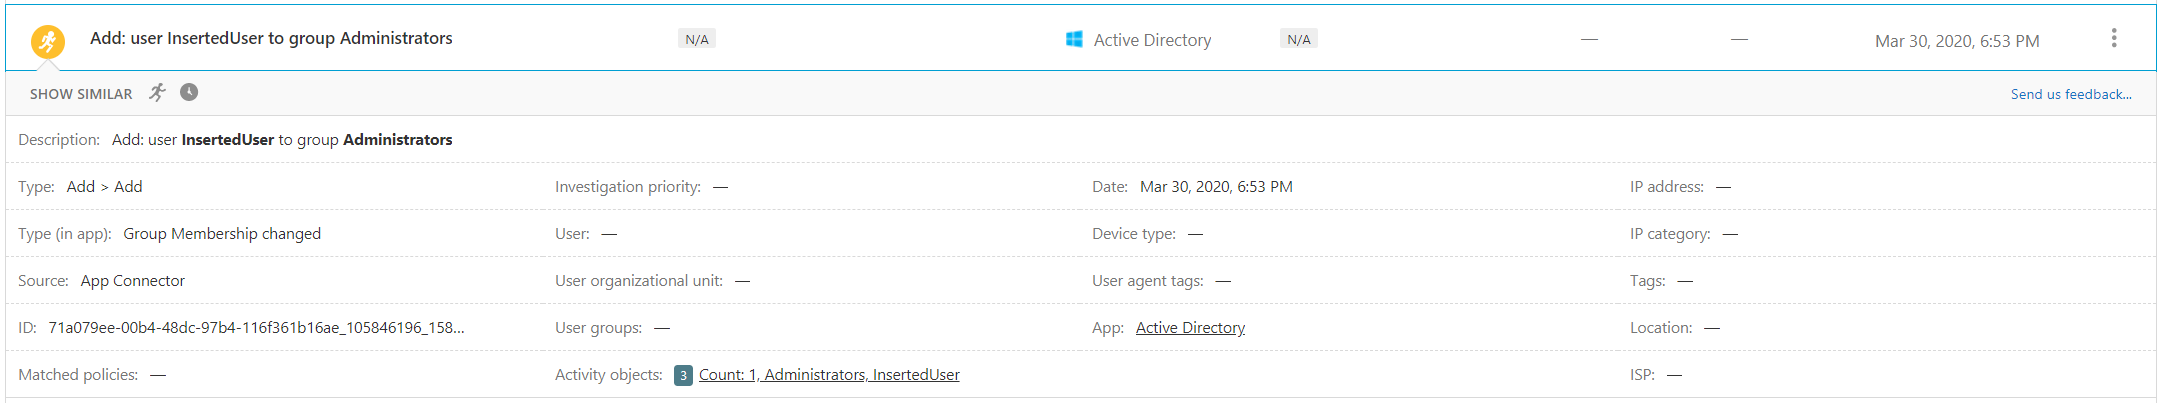 Add: user InsertedUser to group Administrators N/A Active Directory N/A — — Mar 30, 2020, 6:53 PM
SHOW SIMILAR Send us feedback...
Description: Add: user InsertedUser to group Administrators
Type: Add > Add Investigation priority: — Date: Mar 30, 2020, 6:53 PM IP address: —
Type (in app): Group Membership changed User: — Device type: — IP category: —
Source: App Connector User organizational unit: — User agent tags: — Tags: —
ID: 71a079ee-00b4-48dc-97b4-116f361b16ae_105846196_158... User groups: — App: Active Directory Location: —
Matched policies: — Activity objects: 3 Count: 1, Administrators, InsertedUser ISP: —